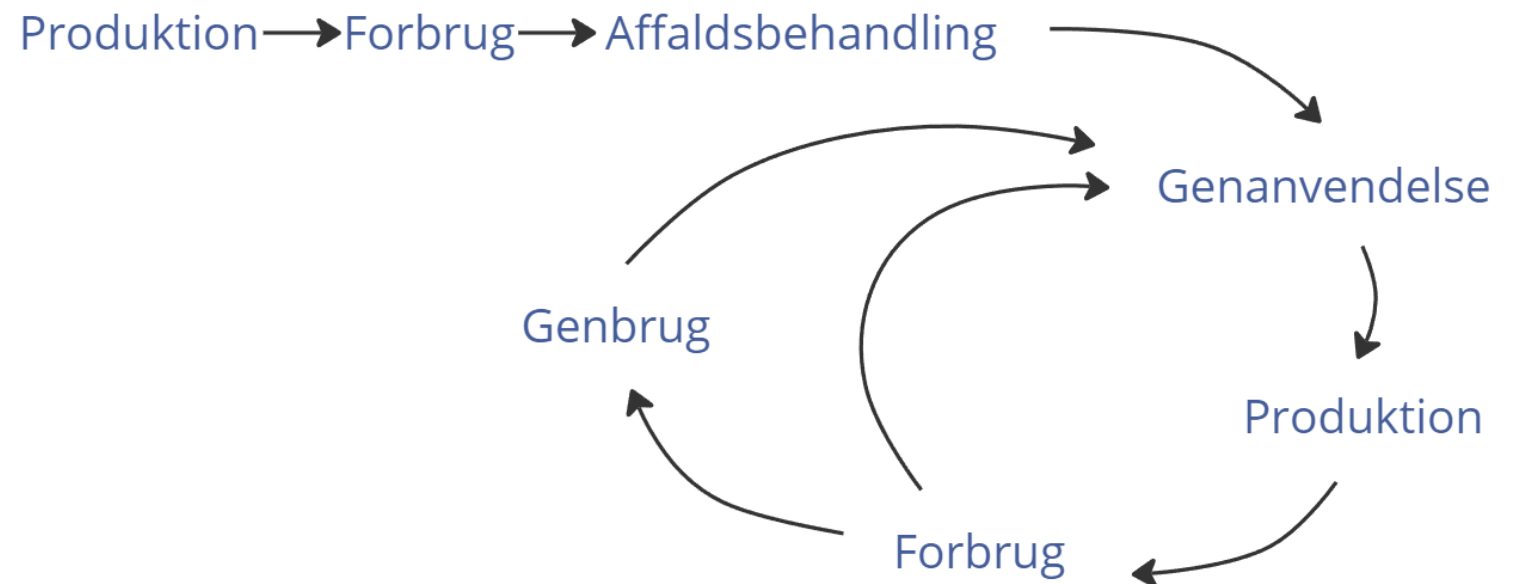 Produktion Forbrug Affaldsbehandling
Genanvendelse
Genbrug
Produktion
Forbrug